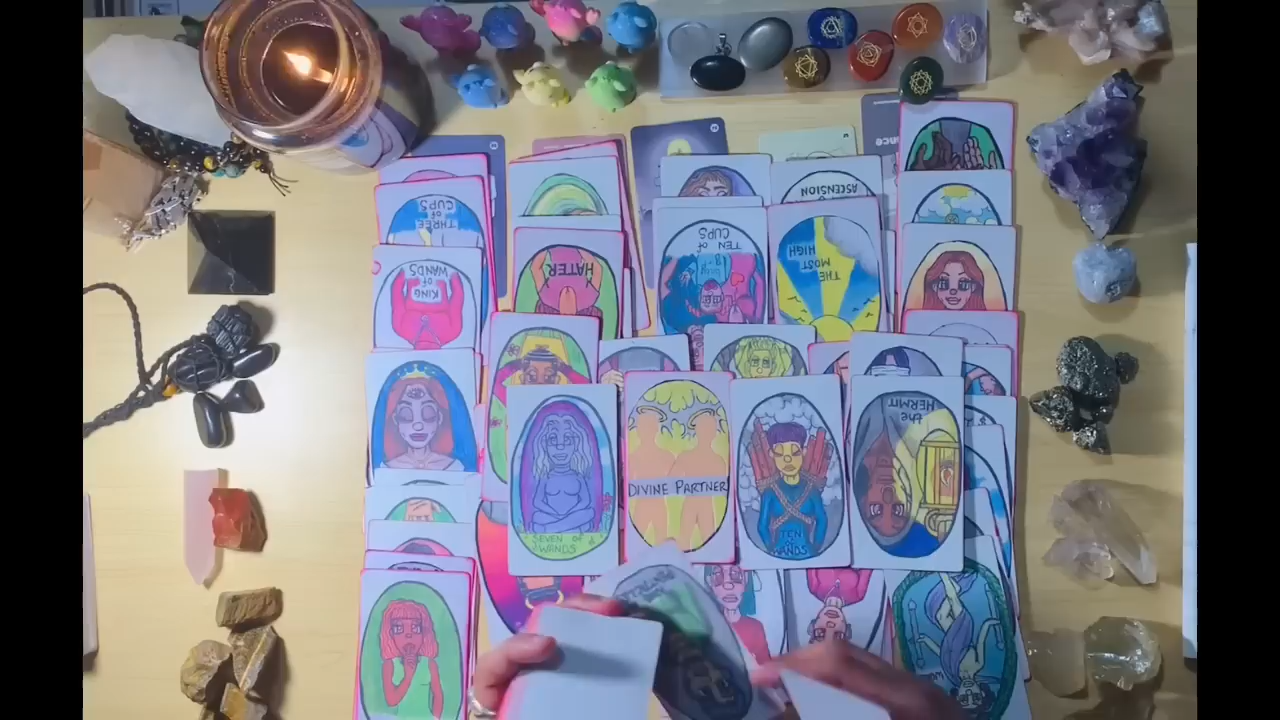 THREE
of
CUPS
KING
of
WANDS
HATER
TEN of
CUPS
THE
MOST
HIGH
ASCENSION
SEVEN OF
WANDS
DIVINE PARTNER
TEN
of
WANDS
the
HERMIT